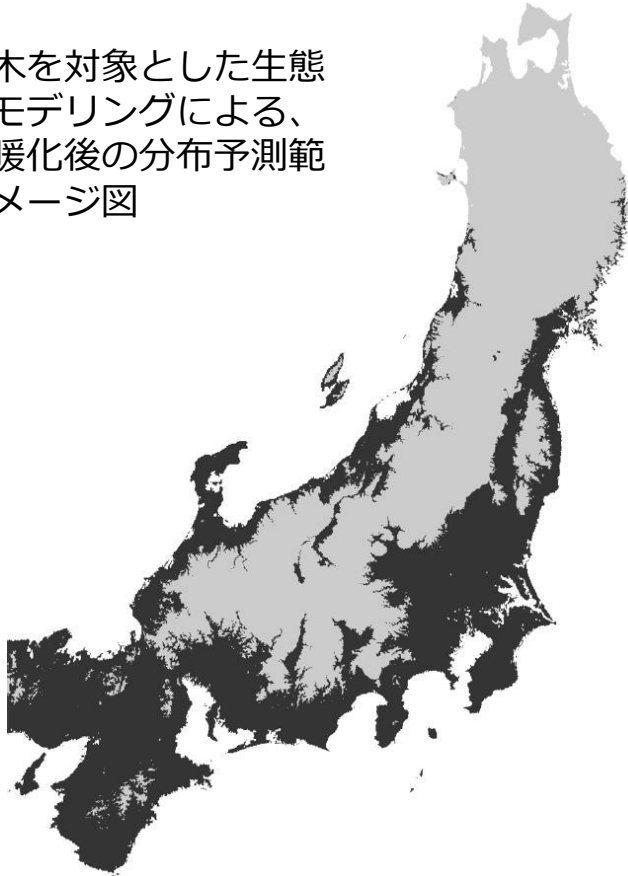 木を対象とした生態
モデリングによる、
暖化後の分布予測範
メージ図